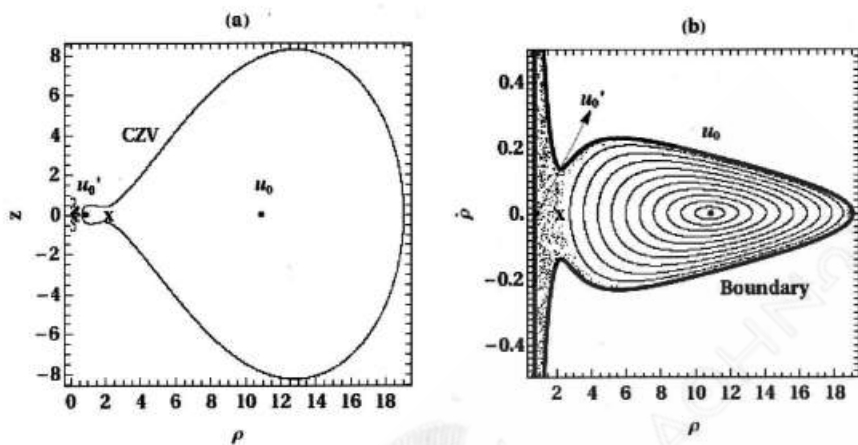 (a)
8
6
4
2
0
−2
−4
−6
−8
z
CZV
u₀'
u₀
x
0 2 4 6 8 10 12 14 16 18
ρ
(b)
0.4
0.2
0.
−0.2
−0.4
ρ̇
u₀'
u₀
x
Boundary
2 4 6 8 10 12 14 16 18
ρ